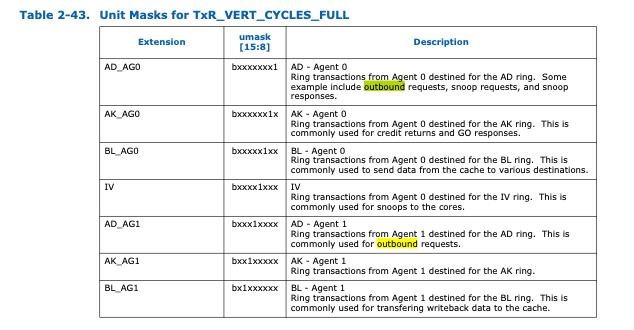 Table 2-43. Unit Masks for TxR_VERT_CYCLES_FULL
Extension
umask
[15:8]
Description
AD_AG0
bxxxxxxx1
AD - Agent 0
Ring transactions from Agent 0 destined for the AD ring. Some
example include outbound requests, snoop requests, and snoop
responses.
AK_AG0
bxxxxxx1x
AK - Agent 0
Ring transactions from Agent 0 destined for the AK ring. This is
commonly used for credit returns and GO responses.
BL_AG0
bxxxxx1xx
BL - Agent 0
Ring transactions from Agent 0 destined for the BL ring. This is
commonly used to send data from the cache to various destinations.
IV
bxxxx1xxx
IV
Ring transactions from Agent 0 destined for the IV ring. This is
commonly used for snoops to the cores.
AD_AG1
bxxx1xxxx
AD - Agent 1
Ring transactions from Agent 1 destined for the AD ring. This is
commonly used for outbound requests.
AK_AG1
bxx1xxxxx
AK - Agent 1
Ring transactions from Agent 1 destined for the AK ring.
BL_AG1
bx1xxxxxx
BL - Agent 1
Ring transactions from Agent 1 destined for the BL ring. This is
commonly used for transfering writeback data to the cache.